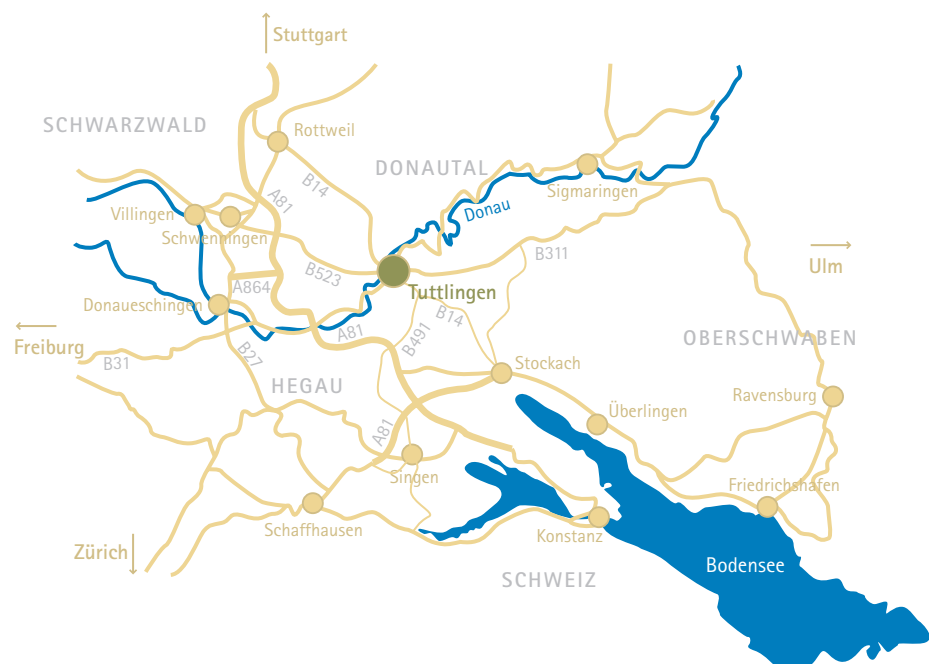 Stuttgart
SCHWARZWALD
Rottweil
DONAUTAL
B14
Sigmaringen
A81
Villingen
Donau
Schwenningen
B311
B523
Ulm
A864
Tuttlingen
Donaueschingen
B14
A81
B491
OBERSCHWABEN
Freiburg
B27
B31
Stockach
HEGAU
Ravensburg
Überlingen
A81
Singen
Friedrichshafen
Schaffhausen
Konstanz
Zürich
Bodensee
SCHWEIZ